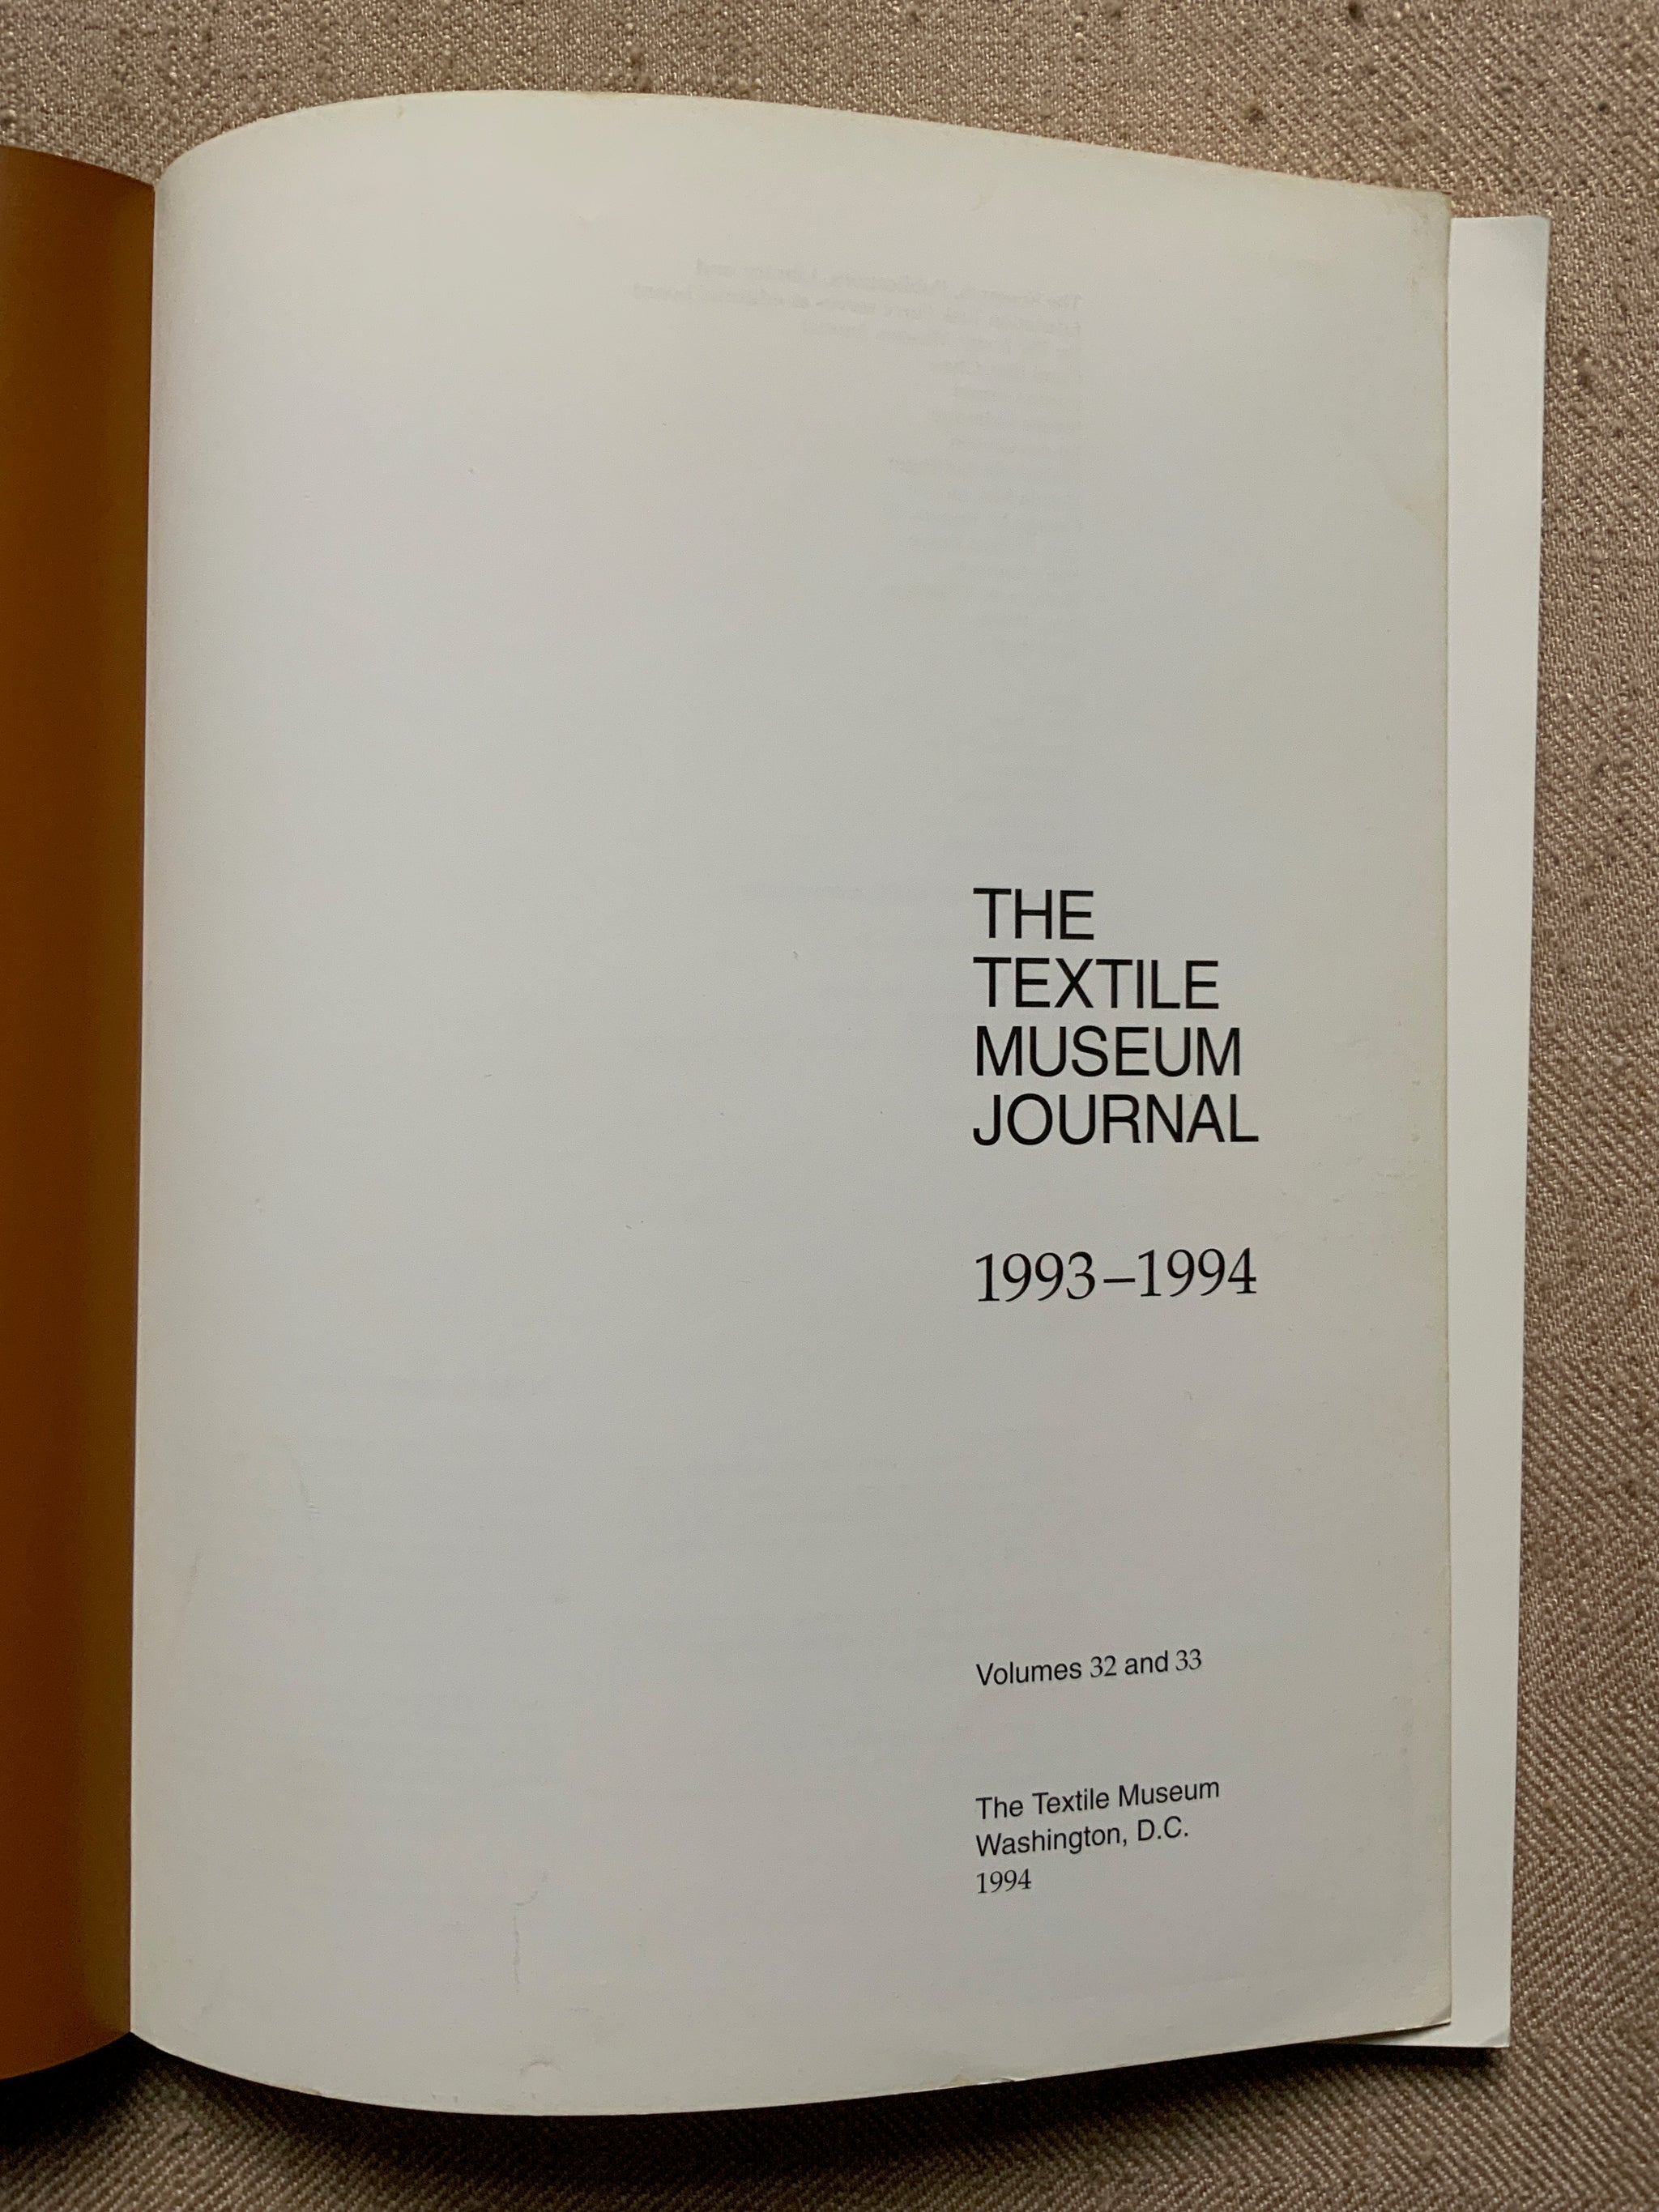 THE
TEXTILE
MUSEUM
JOURNAL
1993–1994
Volumes 32 and 33
The Textile Museum
Washington, D.C.
1994